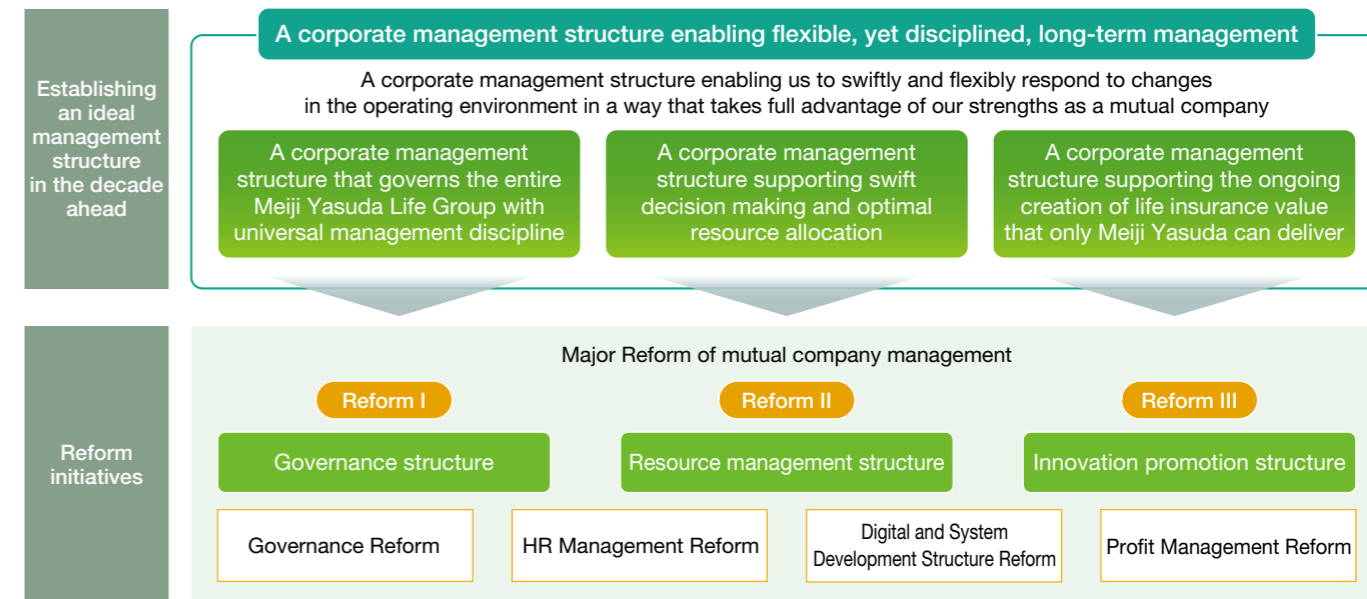 Establishing
an ideal
management
structure
in the decade
ahead
A corporate management structure enabling flexible, yet disciplined, long-term management
A corporate management structure enabling us to swiftly and flexibly respond to changes
in the operating environment in a way that takes full advantage of our strengths as a mutual company
A corporate management
structure that governs the entire
Meiji Yasuda Life Group with
universal management discipline
A corporate management
structure supporting swift
decision making and optimal
resource allocation
A corporate management
structure supporting the ongoing
creation of life insurance value
that only Meiji Yasuda can deliver
Reform
initiatives
Major Reform of mutual company management
Reform I
Reform II
Reform III
Governance structure
Resource management structure
Innovation promotion structure
Governance Reform
HR Management Reform
Digital and System
Development Structure Reform
Profit Management Reform